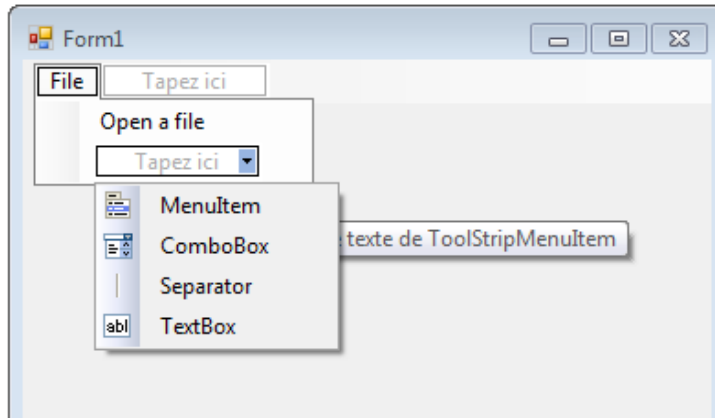 Form1
File Tapez ici
Open a file
Tapez ici
MenuItem
ComboBox
texte de ToolStripMenuItem
Separator
abl TextBox